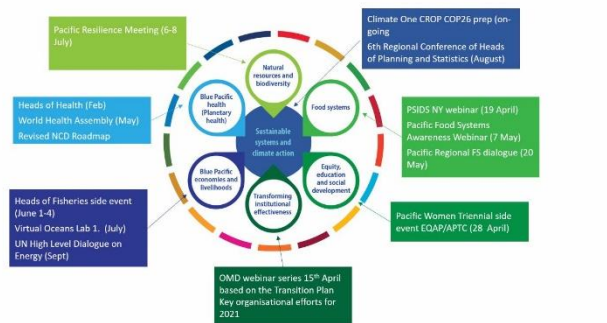 Pacific Resilience Meeting (6-8
July)
Climate One CROP COP26 prep (on-
going
6th Regional Conference of Heads
of Planning and Statistics (August)
Natural
resources and
biodiversity
Blue Pacific
health
(Planetary
health)
Food systems
Heads of Health (Feb)
World Health Assembly (May)
Revised NCD Roadmap
PSIDS NY webinar (19 April)
Pacific Food Systems
Awareness Webinar (7 May)
Pacific Regional FS dialogue (20
May)
Sustainable
systems and
climate action
Blue Pacific
economies and
livelihoods
Equity,
education
and social
development
Transforming
institutional
effectiveness
Heads of Fisheries side event
(June 1-4)
Virtual Oceans Lab 1. (July)
UN High Level Dialogue on
Energy (Sept)
Pacific Women Triennial side
event EQAP/APTC (28 April)
OMD webinar series 15th April
based on the Transition Plan
Key organisational efforts for
2021